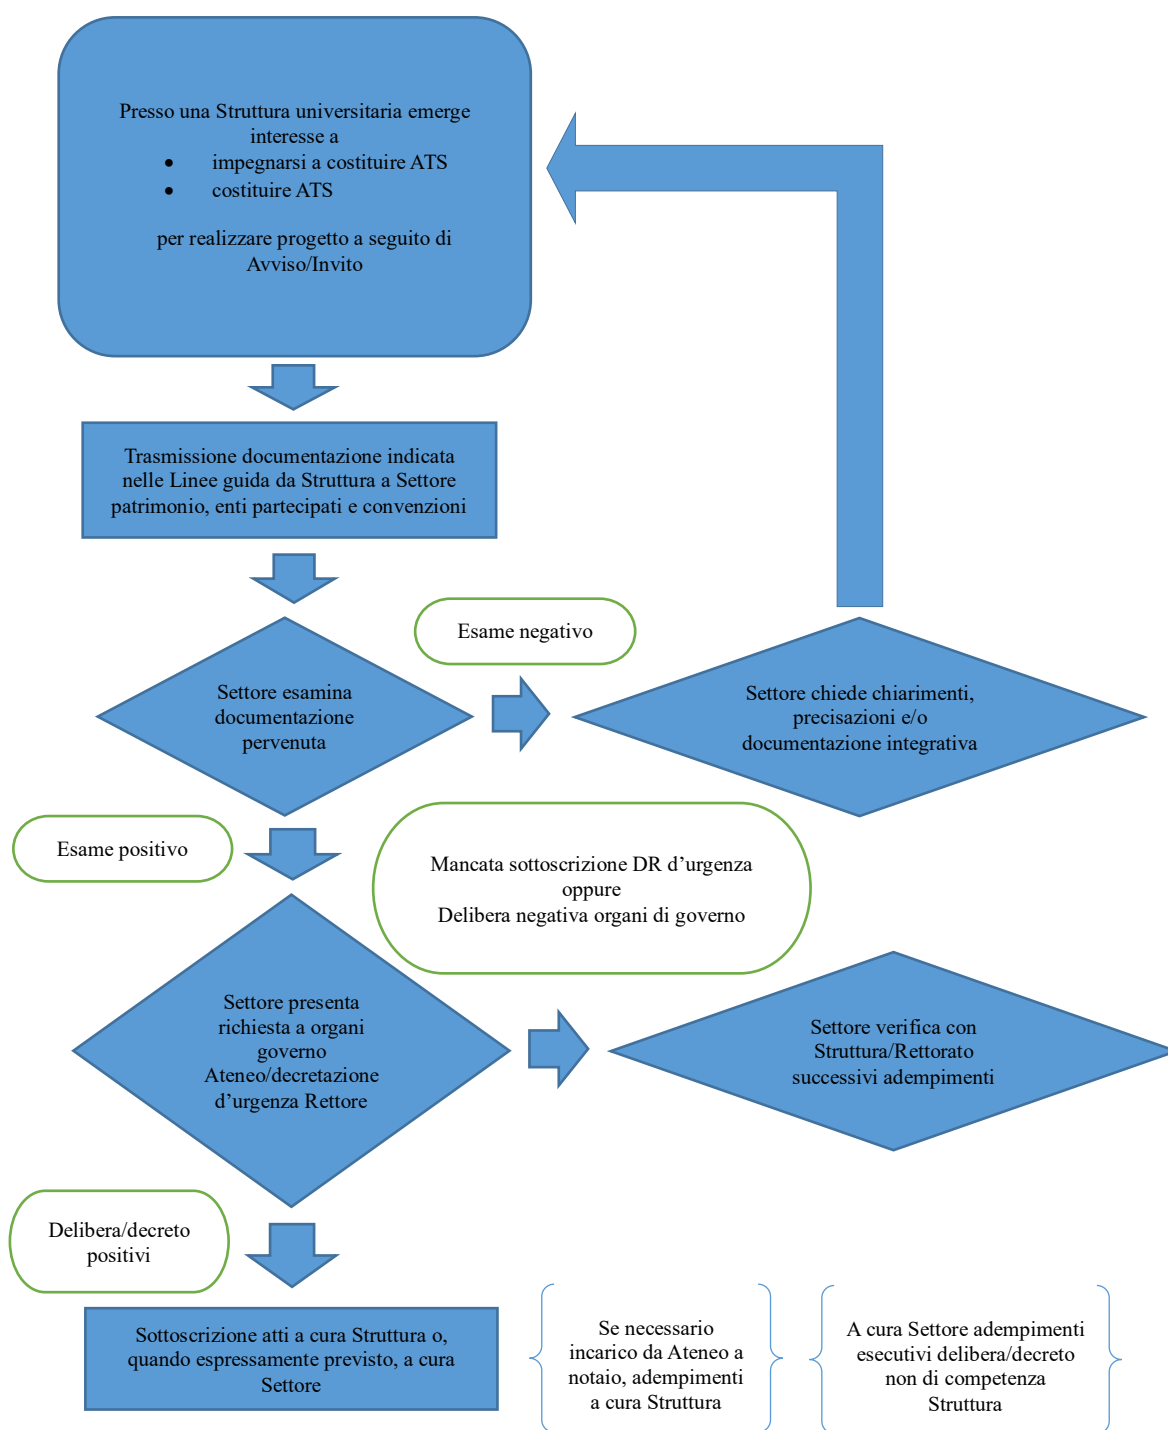 Presso una Struttura universitaria emerge
interesse a
• impegnarsi a costituire ATS
• costituire ATS
per realizzare progetto a seguito di
Avviso/Invito
Trasmissione documentazione indicata
nelle Linee guida da Struttura a Settore
patrimonio, enti partecipati e convenzioni
Esame negativo
Settore esamina
documentazione
pervenuta
Settore chiede chiarimenti,
precisazioni e/o
documentazione integrativa
Esame positivo
Mancata sottoscrizione DR d’urgenza
oppure
Delibera negativa organi di governo
Settore presenta
richiesta a organi
governo
Ateneo/decretazione
d’urgenza Rettore
Settore verifica con
Struttura/Rettorato
successivi adempimenti
Delibera/decreto
positivi
Sottoscrizione atti a cura Struttura o,
quando espressamente previsto, a cura
Settore
Se necessario
incarico da Ateneo a
notaio, adempimenti
a cura Struttura
A cura Settore adempimenti
esecutivi delibera/decreto
non di competenza
Struttura